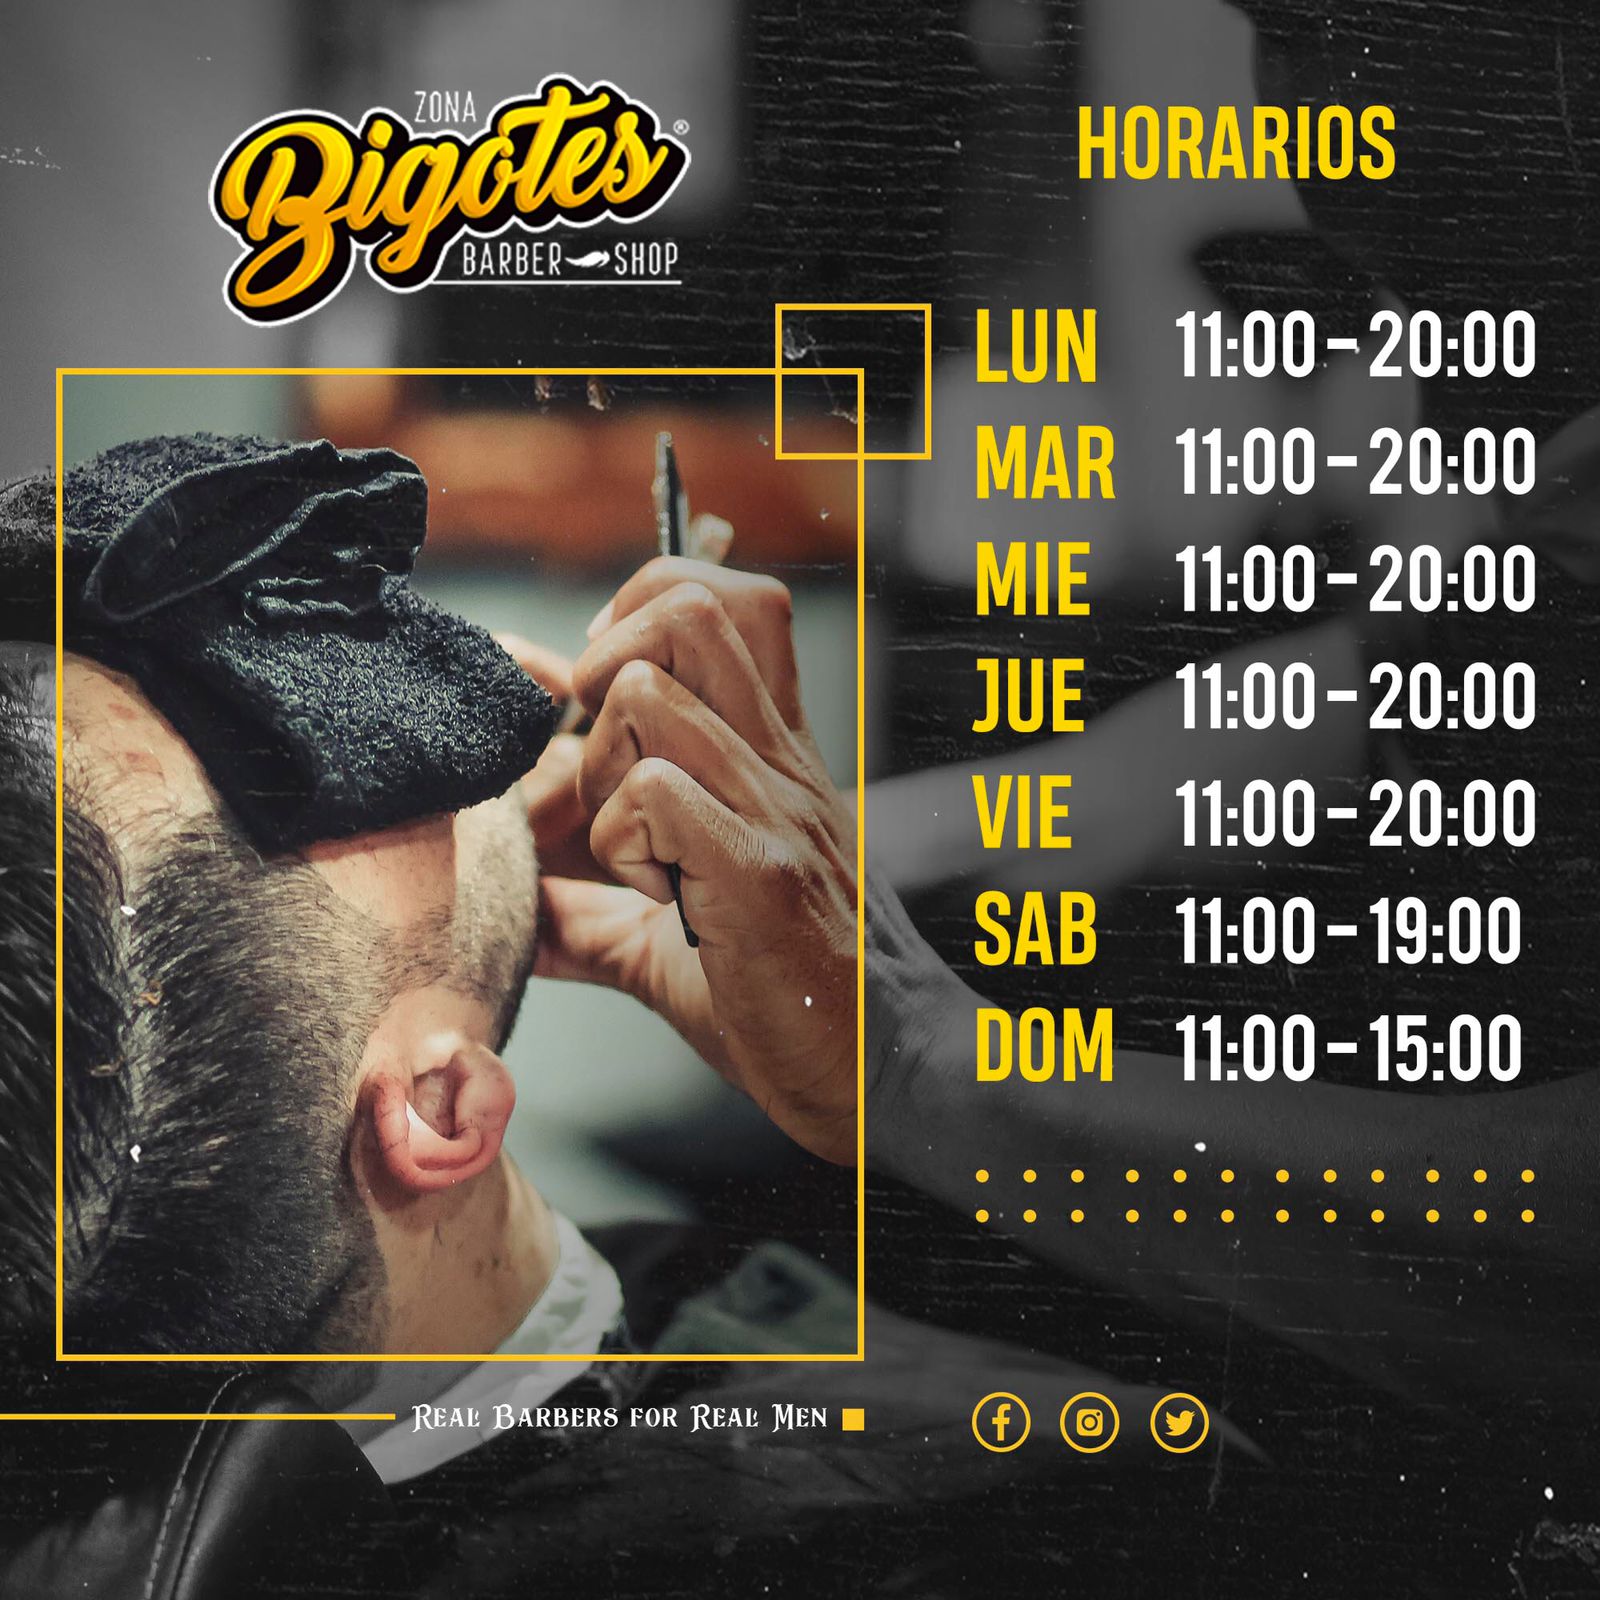 ZONA
Bigotes®
BARBER SHOP
HORARIOS
LUN 11:00 - 20:00
MAR 11:00 - 20:00
MIE 11:00 - 20:00
JUE 11:00 - 20:00
VIE 11:00 - 20:00
SAB 11:00 - 19:00
DOM 11:00 - 15:00
Real Barbers for Real Men